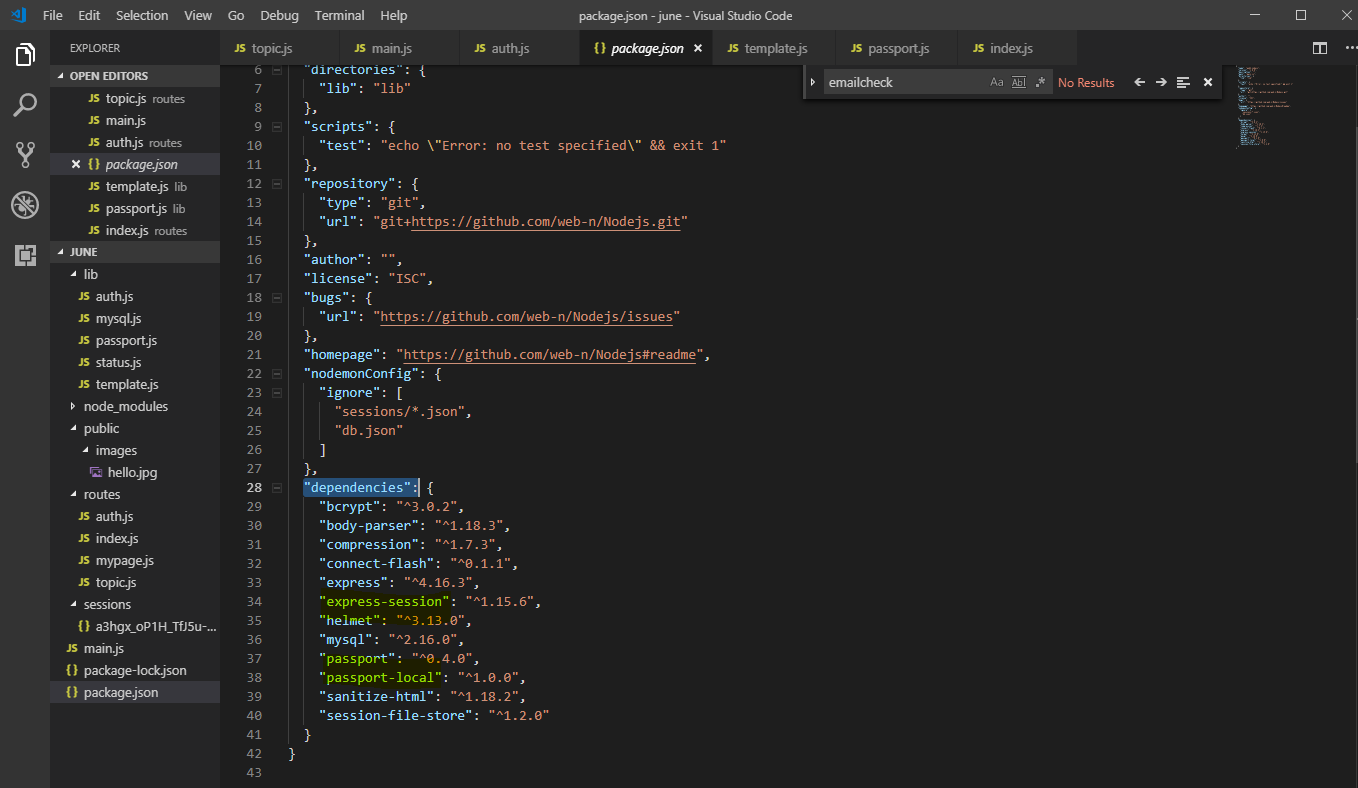 File Edit Selection View Go Debug Terminal Help package.json - june - Visual Studio Code
EXPLORER
OPEN EDITORS
JS topic.js routes
JS main.js
JS auth.js routes
{} package.json
JS template.js lib
JS passport.js lib
JS index.js routes
JUNE
lib
JS auth.js
JS mysql.js
JS passport.js
JS status.js
JS template.js
node_modules
public
images
hello.jpg
routes
JS auth.js
JS index.js
JS mypage.js
JS topic.js
sessions
{} a3hgx_oP1H_TfJ5u-...
JS main.js
{} package-lock.json
{} package.json
JS topic.js JS main.js JS auth.js {} package.json JS template.js JS passport.js JS index.js
emailcheck Aa Abl .* No Results
6 "directories": {
7 "lib": "lib"
8 },
9 "scripts": {
10 "test": "echo \"Error: no test specified\" && exit 1"
11 },
12 "repository": {
13 "type": "git",
14 "url": "git+https://github.com/web-n/Nodejs.git"
15 },
16 "author": "",
17 "license": "ISC",
18 "bugs": {
19 "url": "https://github.com/web-n/Nodejs/issues"
20 },
21 "homepage": "https://github.com/web-n/Nodejs#readme",
22 "nodemonConfig": {
23 "ignore": [
24 "sessions/*.json",
25 "db.json"
26 ]
27 },
28 "dependencies": {
29 "bcrypt": "^3.0.2",
30 "body-parser": "^1.18.3",
31 "compression": "^1.7.3",
32 "connect-flash": "^0.1.1",
33 "express": "^4.16.3",
34 "express-session": "^1.15.6",
35 "helmet": "^3.13.0",
36 "mysql": "^2.16.0",
37 "passport": "^0.4.0",
38 "passport-local": "^1.0.0",
39 "sanitize-html": "^1.18.2",
40 "session-file-store": "^1.2.0"
41 }
42 }
43